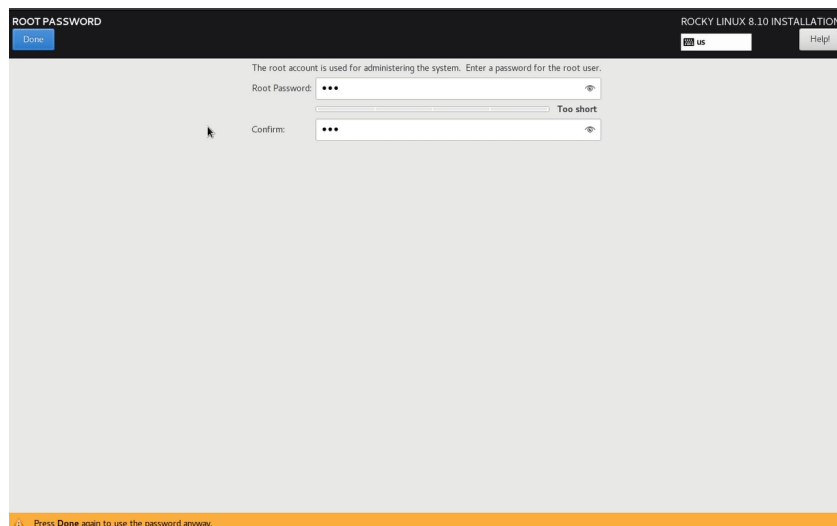 ROOT PASSWORD
ROCKY LINUX 8.10 INSTALLATION
Done
us
Help!
The root account is used for administering the system. Enter a password for the root user.
Root Password: •••
Too short
Confirm: •••
Press Done again to use the password anyway.